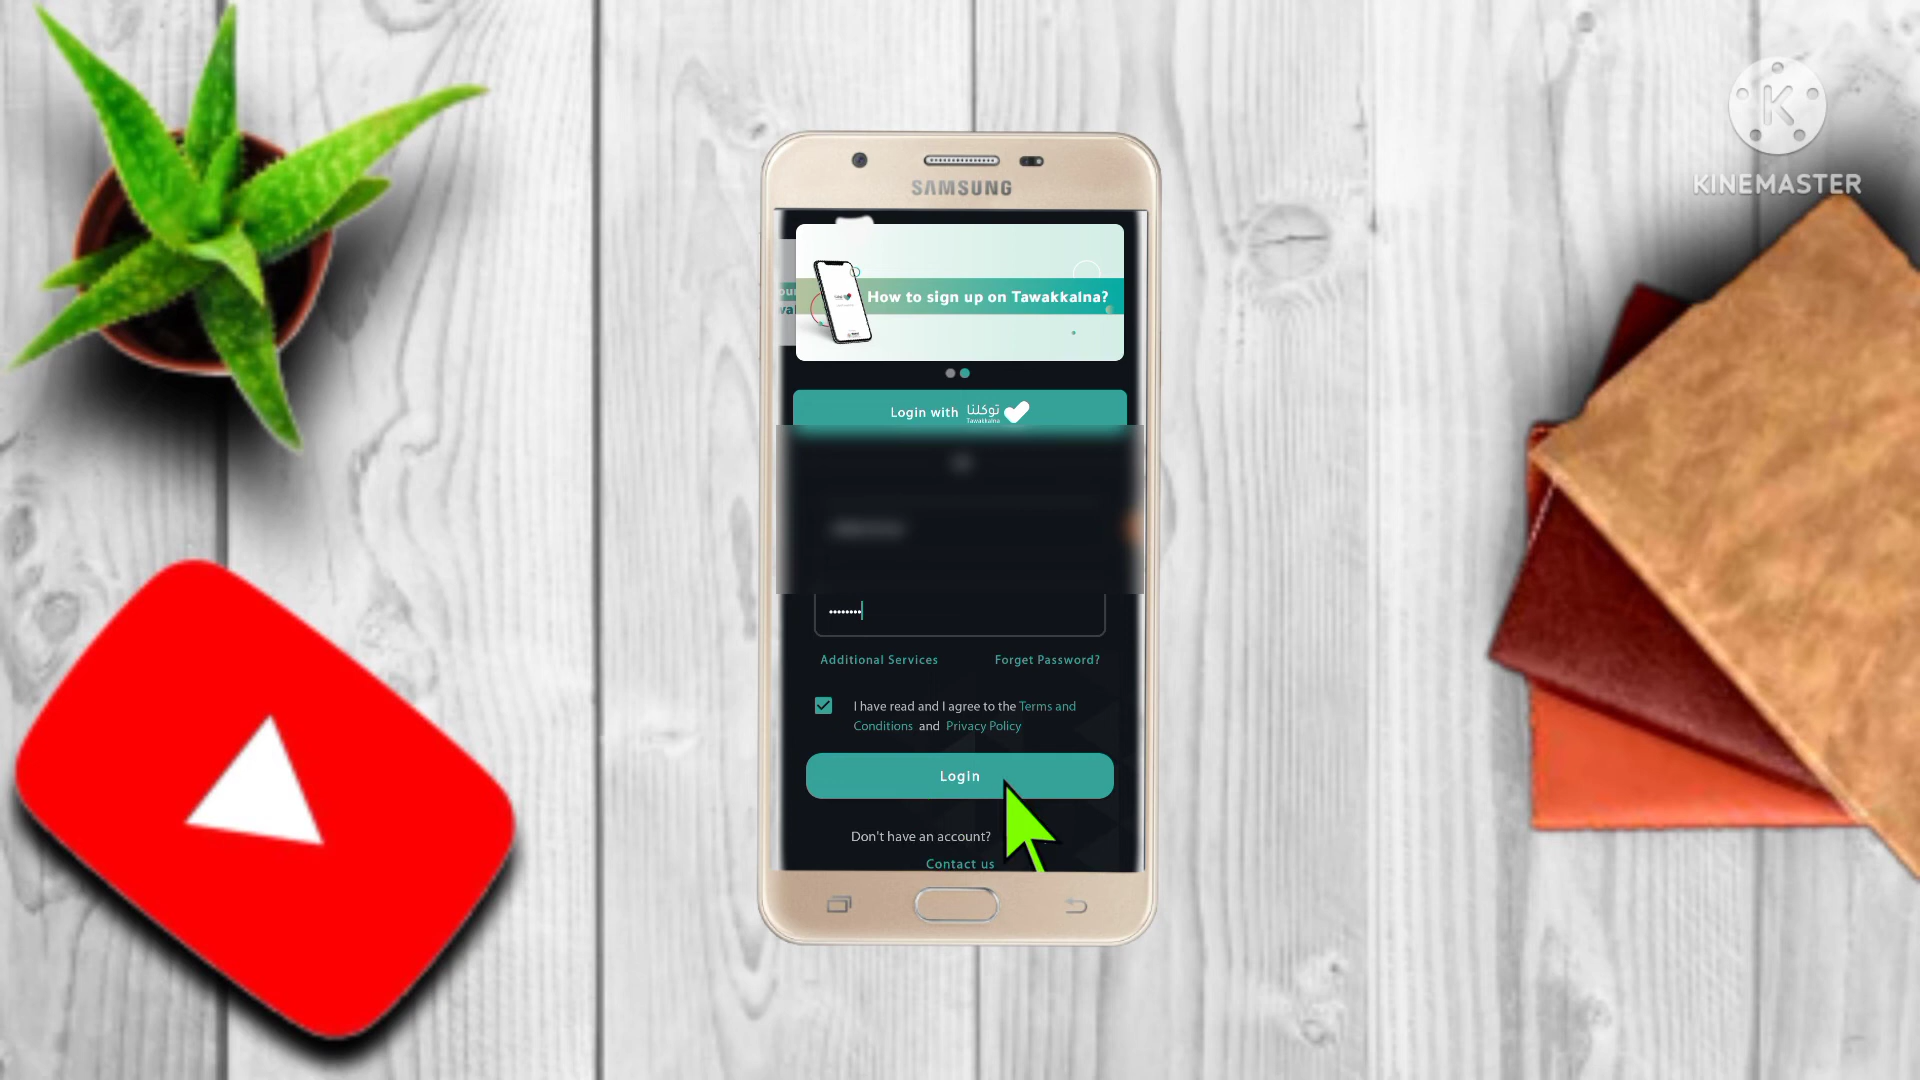 KINEMASTER
SAMSUNG
How to sign up on Tawakkalna?
Login with توكلنا
Tawakkalna
••••••••
Additional Services
Forget Password?
I have read and I agree to the Terms and
Conditions and Privacy Policy
Login
Don't have an account?
Contact us